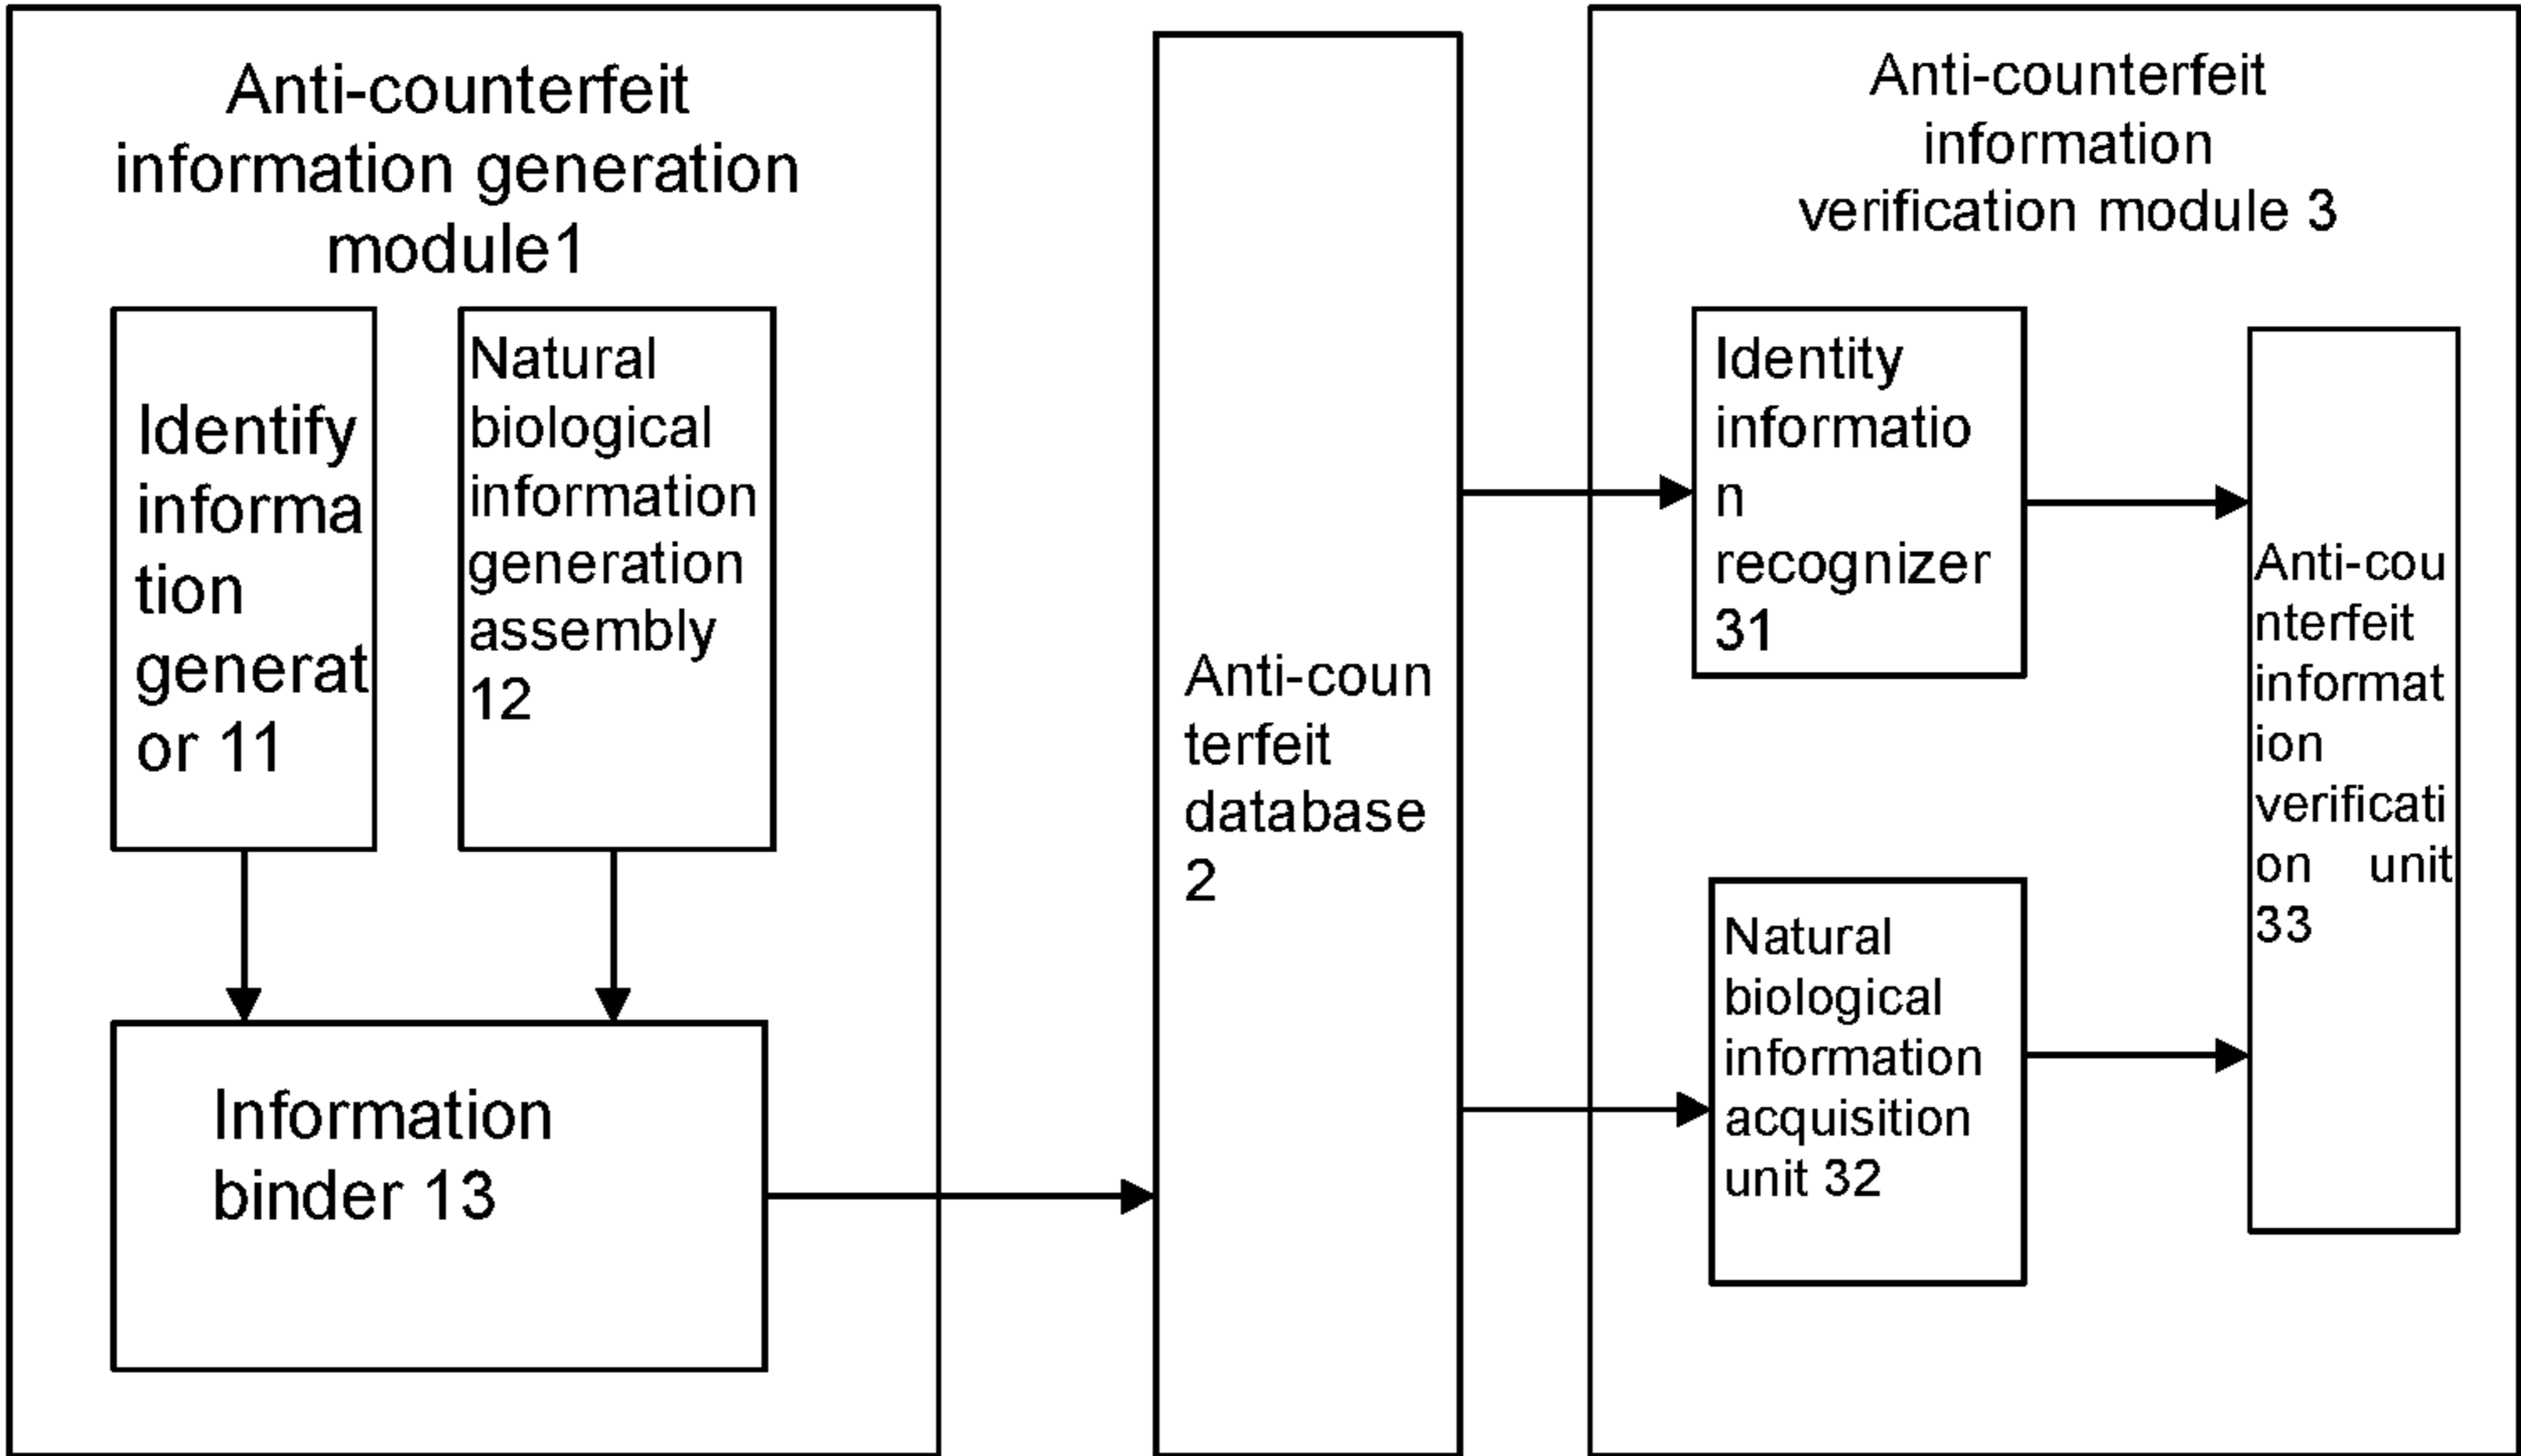 Anti-counterfeit
information generation
module1
Identify
informa
tion
generat
or 11
Natural
biological
information
generation
assembly
12
Information
binder 13
Anti-coun
terfeit
database
2
Anti-counterfeit
information
verification module 3
Identity
informatio
n
recognizer
31
Natural
biological
information
acquisition
unit 32
Anti-cou
nterfeit
informat
ion
verificati
on unit
33